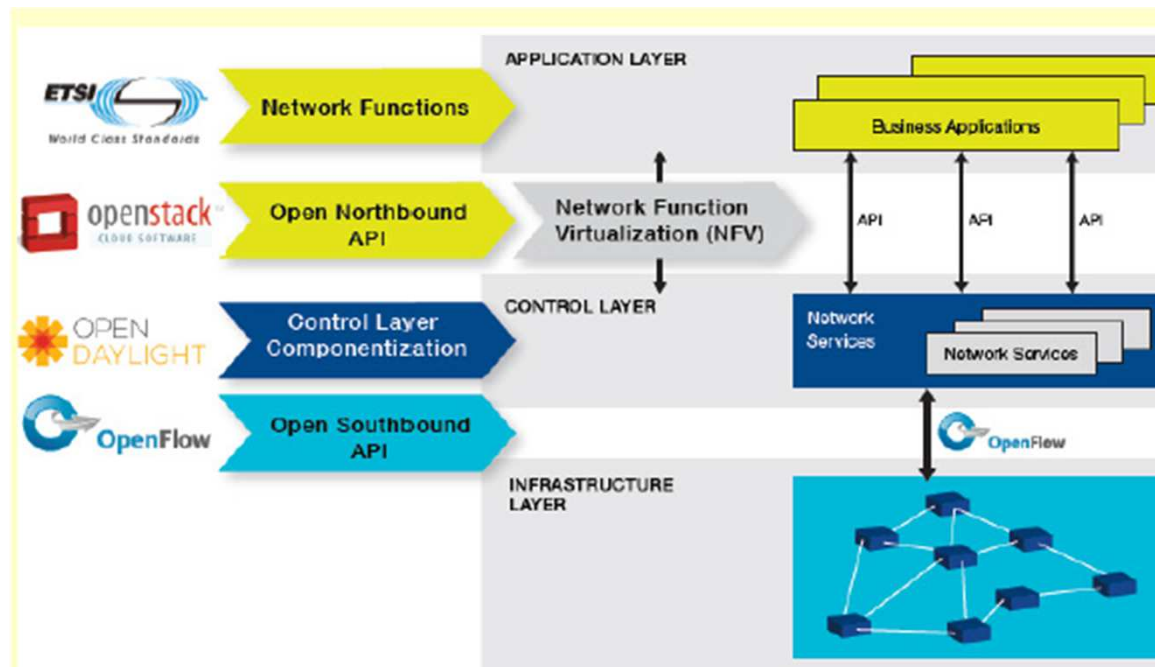 ETSI
World Class Standards
Network Functions
APPLICATION LAYER
Business Applications
openstack
CLOUD SOFTWARE
Open Northbound
API
Network Function
Virtualization (NFV)
API
API
API
OPEN
DAYLIGHT
Control Layer
Componentization
CONTROL LAYER
Network
Services
Network Services
OpenFlow
Open Southbound
API
OpenFlow
INFRASTRUCTURE
LAYER